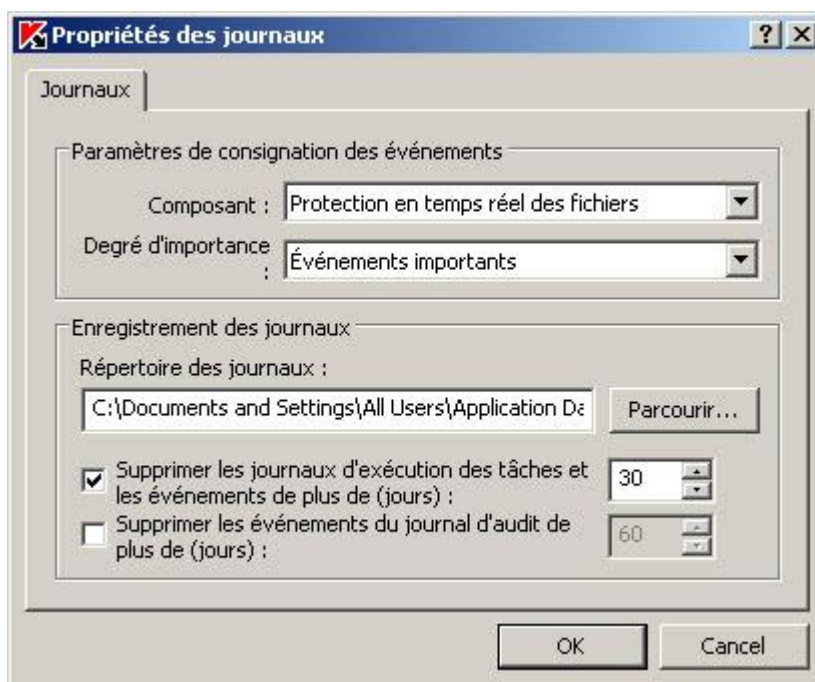 Propriétés des journaux
Journaux
Paramètres de consignation des événements
Composant : Protection en temps réel des fichiers
Degré d'importance : Événements importants
Enregistrement des journaux
Répertoire des journaux :
C:\Documents and Settings\All Users\Application Da Parcourir...
Supprimer les journaux d'exécution des tâches et
les événements de plus de (jours) : 30
Supprimer les événements du journal d'audit de
plus de (jours) : 60
OK Cancel